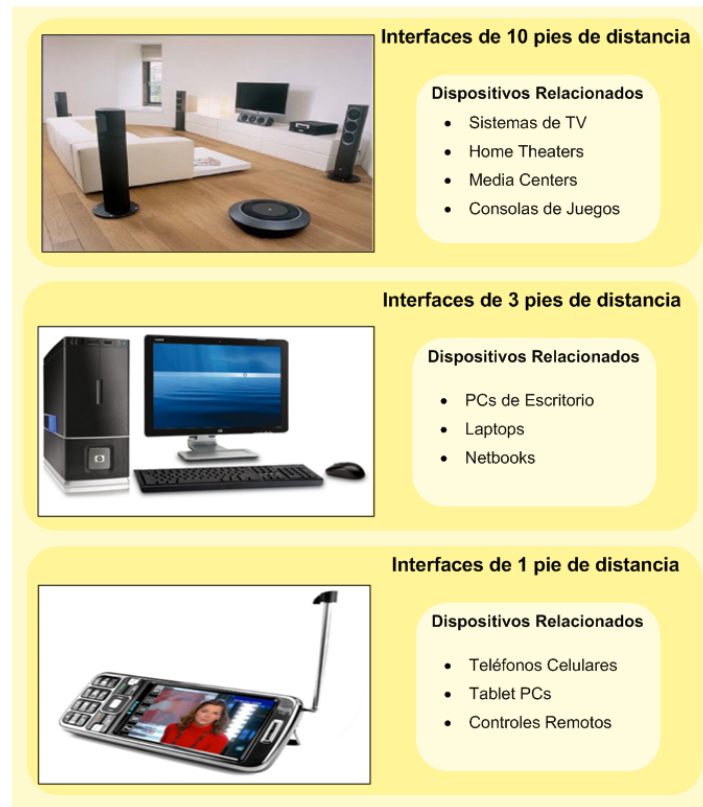 Interfaces de 10 pies de distancia
Dispositivos Relacionados
• Sistemas de TV
• Home Theaters
• Media Centers
• Consolas de Juegos
Interfaces de 3 pies de distancia
Dispositivos Relacionados
• PCs de Escritorio
• Laptops
• Netbooks
Interfaces de 1 pie de distancia
Dispositivos Relacionados
• Teléfonos Celulares
• Tablet PCs
• Controles Remotos